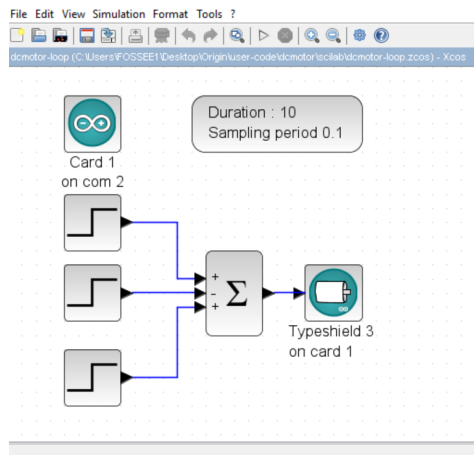 File Edit View Simulation Format Tools ?
dcmotor-loop (C:\Users\FOSSEE1\Desktop\Origin\user-code\dcmotor\scilab\dcmotor-loop.zcos) - Xcos
Duration : 10
Sampling period 0.1
Card 1
on com 2
+
-
+
Σ
Typeshield 3
on card 1